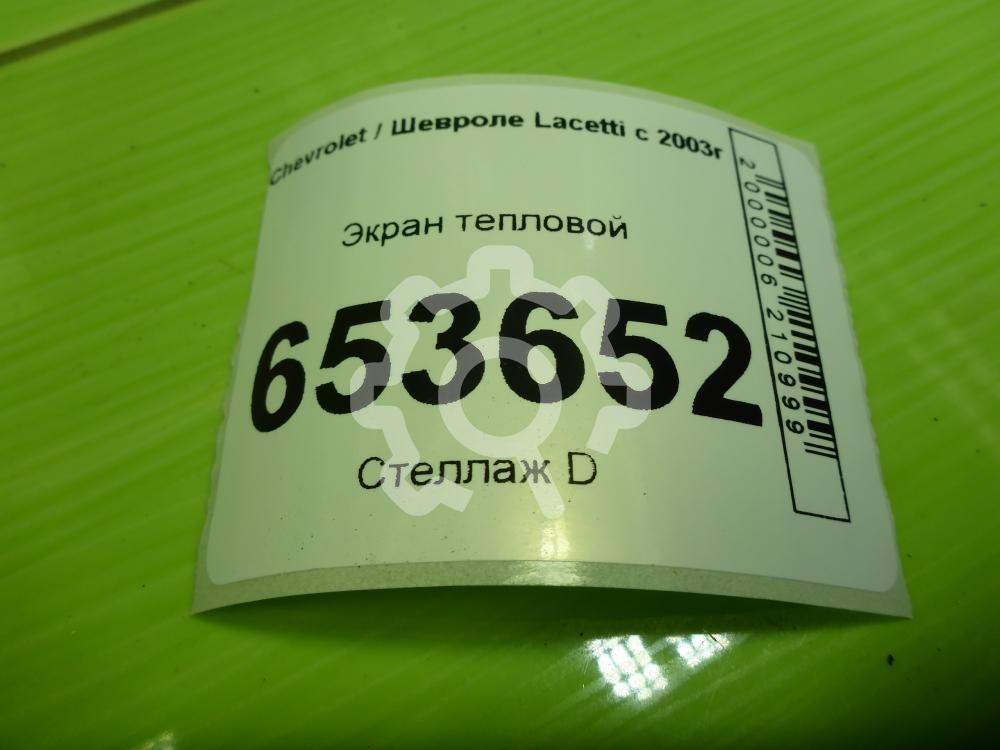 Chevrolet / Шевроле Lacetti с 2003г
Экран тепловой
653652
Стеллаж D
2000006210999